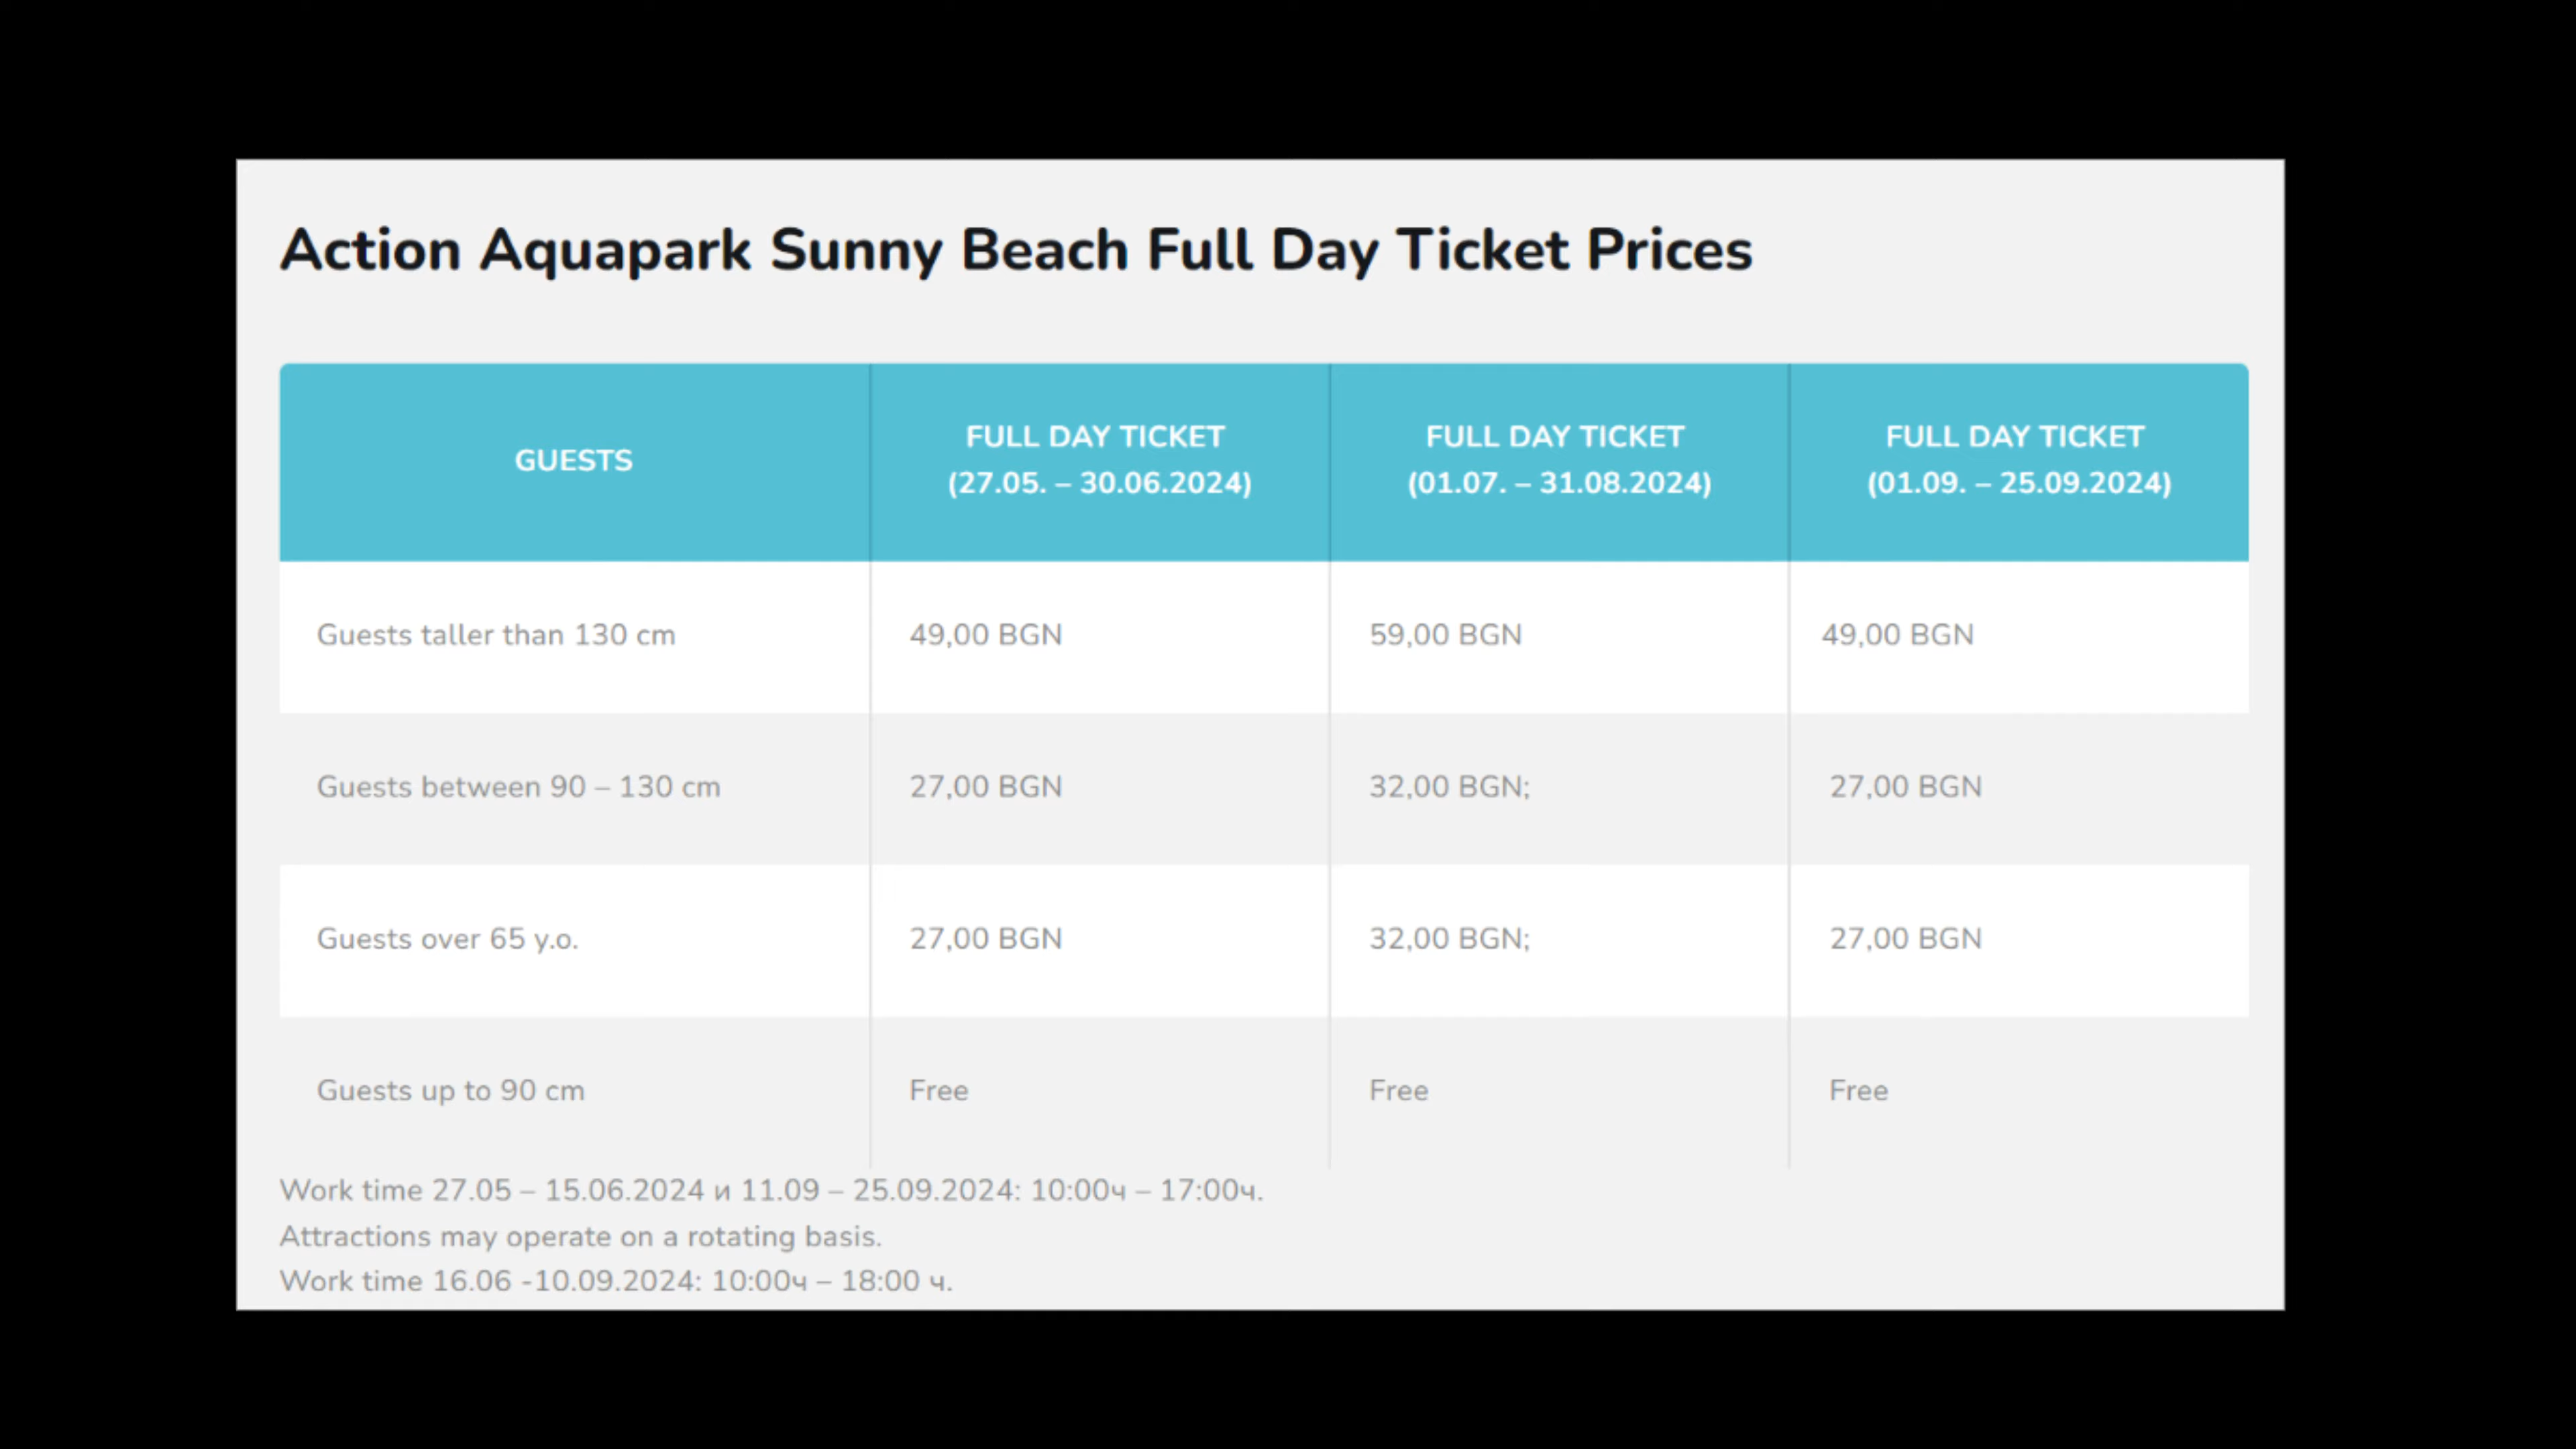 Action Aquapark Sunny Beach Full Day Ticket Prices
GUESTS
FULL DAY TICKET
(27.05. – 30.06.2024)
FULL DAY TICKET
(01.07. – 31.08.2024)
FULL DAY TICKET
(01.09. – 25.09.2024)
Guests taller than 130 cm
49,00 BGN
59,00 BGN
49,00 BGN
Guests between 90 – 130 cm
27,00 BGN
32,00 BGN;
27,00 BGN
Guests over 65 y.o.
27,00 BGN
32,00 BGN;
27,00 BGN
Guests up to 90 cm
Free
Free
Free
Work time 27.05 – 15.06.2024 и 11.09 – 25.09.2024: 10:00ч – 17:00ч.
Attractions may operate on a rotating basis.
Work time 16.06 -10.09.2024: 10:00ч – 18:00 ч.